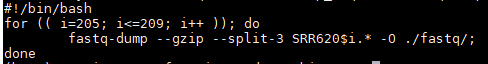 #!/bin/bash
for (( i=205; i<=209; i++ )); do
        fastq-dump --gzip --split-3 SRR620$i.* -O ./fastq/;
done